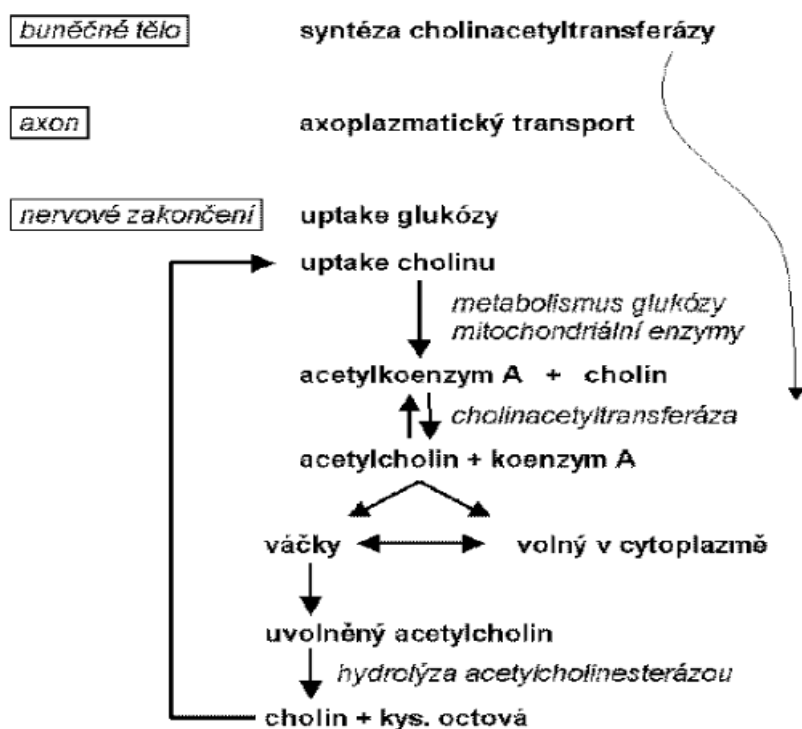 buněčné tělo syntéza cholinacetyltransferázy
axon axoplazmatický transport
nervové zakončení uptake glukózy
uptake cholinu
metabolismus glukózy
mitochondriální enzymy
acetylkoenzym A + cholin
cholinacetyltransferáza
acetylcholin + koenzym A
váčky volný v cytoplazmě
uvolněný acetylcholin
hydrolýza acetylcholinesterázou
cholin + kys. octová